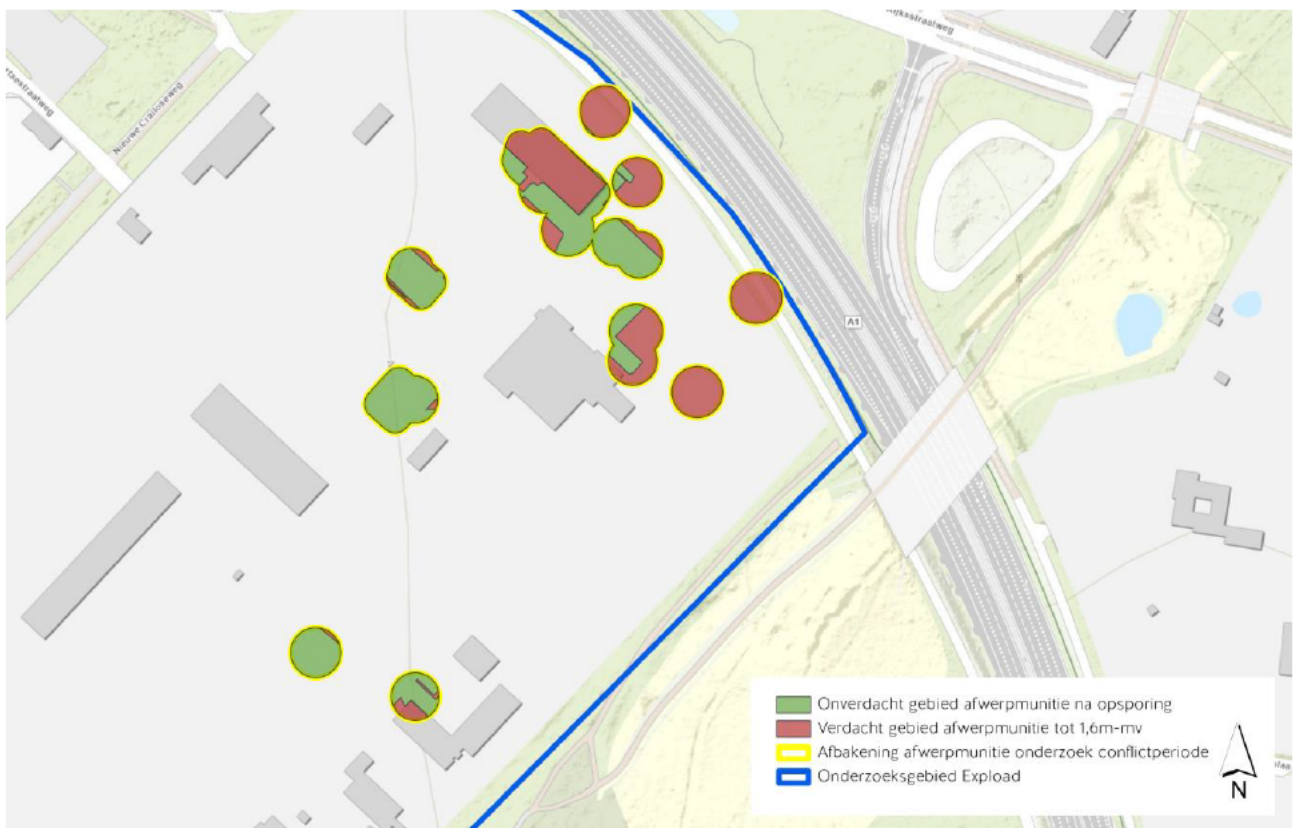 Rijksstraatweg
Nieuwe Crailoseweg
A1
Onverdacht gebied afwerpmunitie na opsporing
Verdacht gebied afwerpmunitie tot 1,6m-mv
Afbakening afwerpmunitie onderzoek conflictperiode
Onderzoeksgebied Expload
N